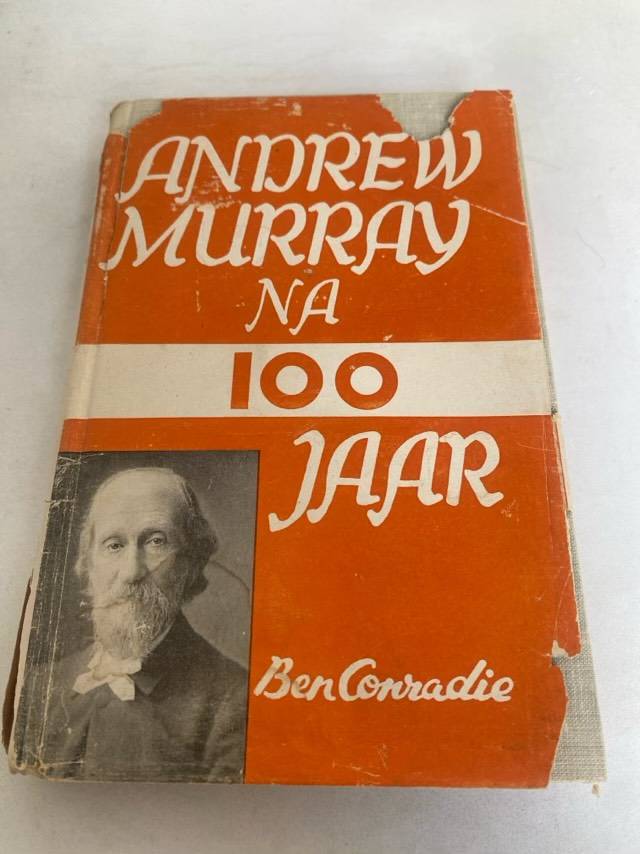 ANDREW
MURRAY
NA
100
JAAR
Ben Conradie